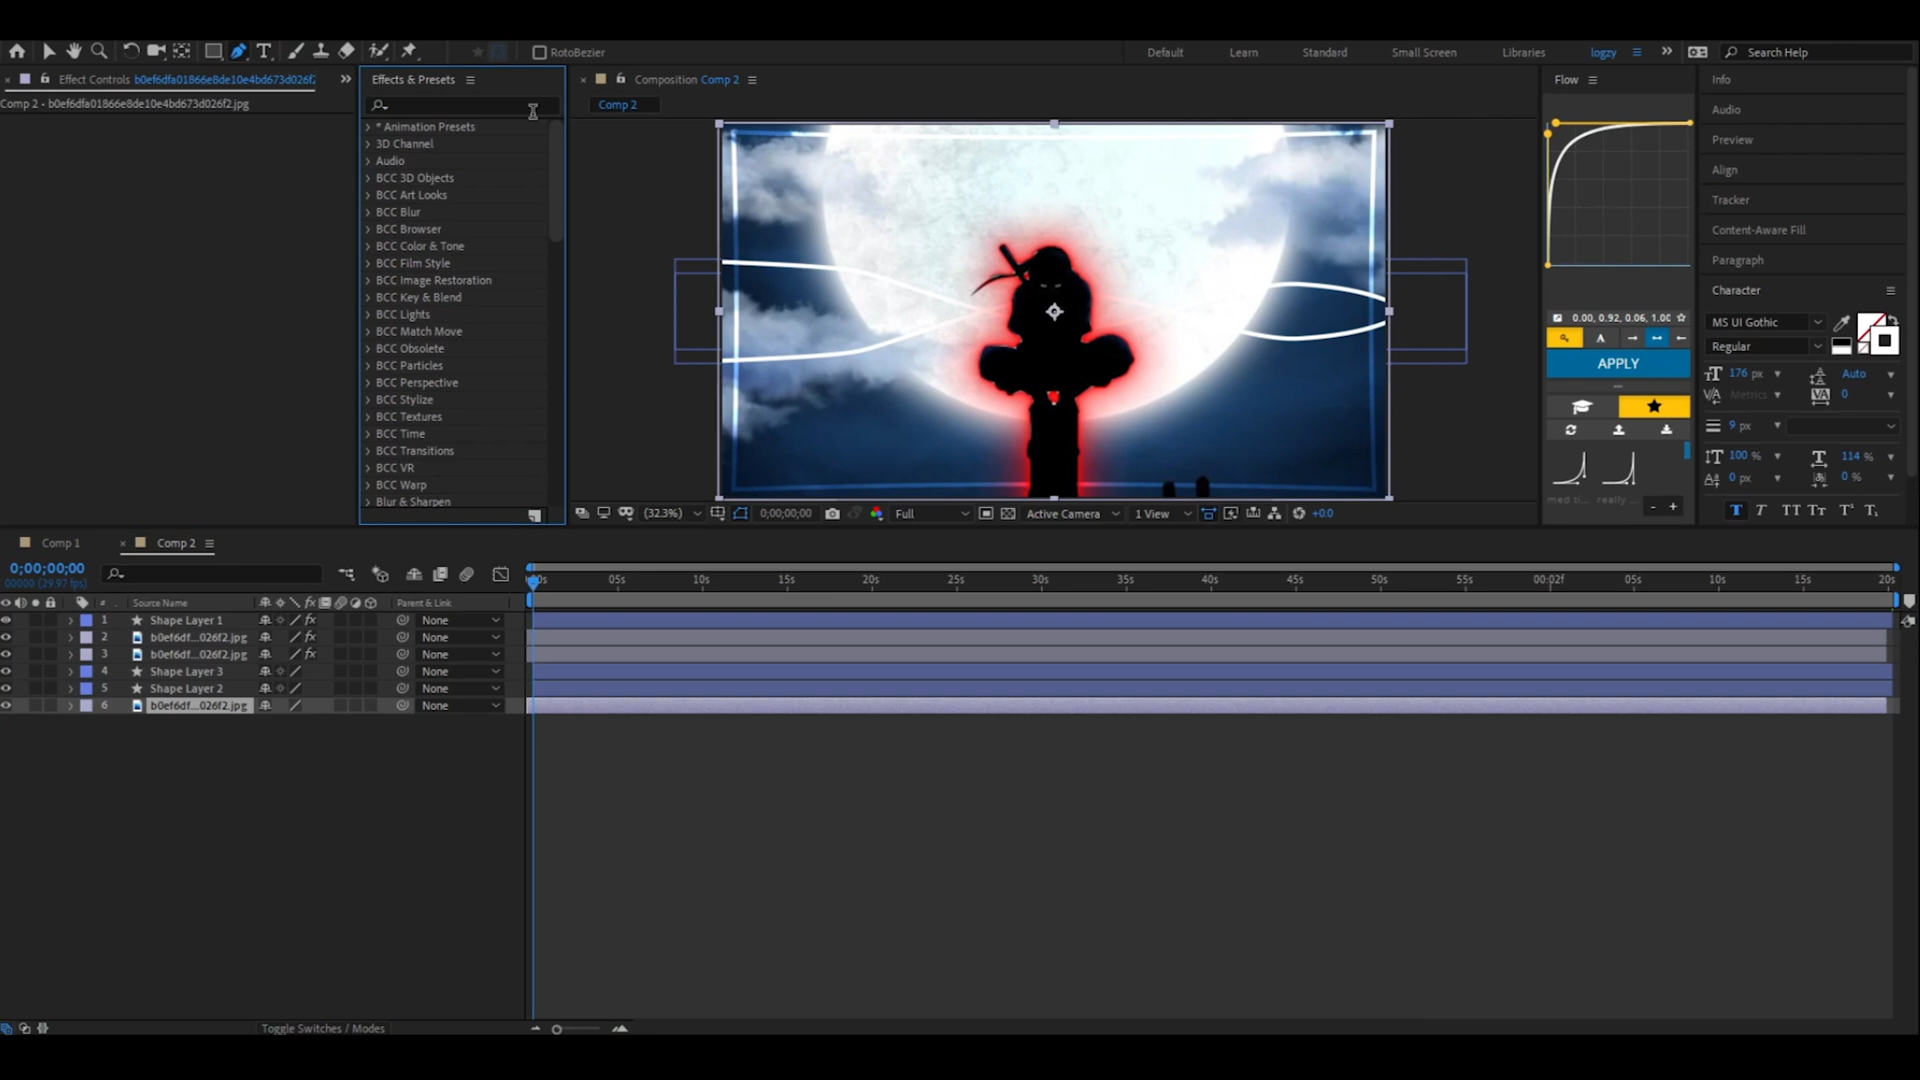 RotoBezier
Default
Learn
Standard
Small Screen
Libraries
logzy
Search Help
Effect Controls b0ef6dfa01866e8de10e4bd673d026f2
Comp 2 • b0ef6dfa01866e8de10e4bd673d026f2.jpg
Effects & Presets
* Animation Presets
3D Channel
Audio
BCC 3D Objects
BCC Art Looks
BCC Blur
BCC Browser
BCC Color & Tone
BCC Film Style
BCC Image Restoration
BCC Key & Blend
BCC Lights
BCC Match Move
BCC Obsolete
BCC Particles
BCC Perspective
BCC Stylize
BCC Textures
BCC Time
BCC Transitions
BCC VR
BCC Warp
Blur & Sharpen
Composition Comp 2
Comp 2
(32.3%)
0;00;00;00
Full
Active Camera
1 View
+0.0
Flow
0.00, 0.92, 0.06, 1.00
APPLY
med ti...
really ...
- +
Info
Audio
Preview
Align
Tracker
Content-Aware Fill
Paragraph
Character
MS UI Gothic
Regular
176 px
Auto
Metrics
0
9 px
100 %
114 %
0 px
0 %
Comp 1
Comp 2
0;00;00;00
00000 (29.97 fps)
# Source Name
Parent & Link
1 Shape Layer 1 None
2 b0ef6df...026f2.jpg None
3 b0ef6df...026f2.jpg None
4 Shape Layer 3 None
5 Shape Layer 2 None
6 b0ef6df...026f2.jpg None
05s 10s 15s 20s 25s 30s 35s 40s 45s 50s 55s 00:02f 05s 10s 15s 20s
Toggle Switches / Modes